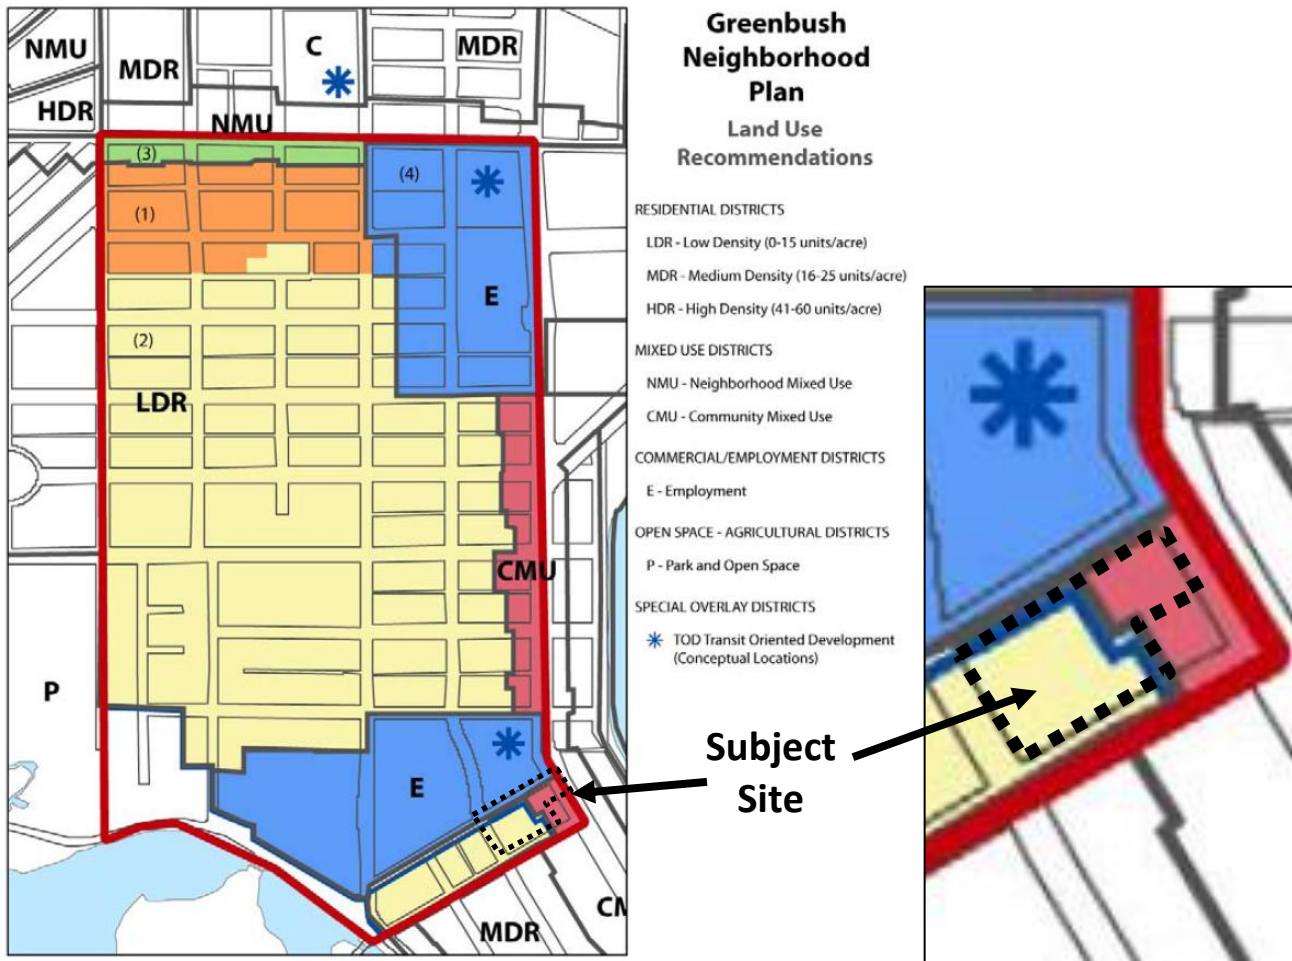 NMU
MDR
C
MDR
HDR
NMU
(3)
(4)
(1)
E
(2)
LDR
CMU
P
E
MDR
CM
Greenbush
Neighborhood
Plan
Land Use
Recommendations
RESIDENTIAL DISTRICTS
LDR - Low Density (0-15 units/acre)
MDR - Medium Density (16-25 units/acre)
HDR - High Density (41-60 units/acre)
MIXED USE DISTRICTS
NMU - Neighborhood Mixed Use
CMU - Community Mixed Use
COMMERCIAL/EMPLOYMENT DISTRICTS
E - Employment
OPEN SPACE - AGRICULTURAL DISTRICTS
P - Park and Open Space
SPECIAL OVERLAY DISTRICTS
TOD Transit Oriented Development
(Conceptual Locations)
Subject
Site